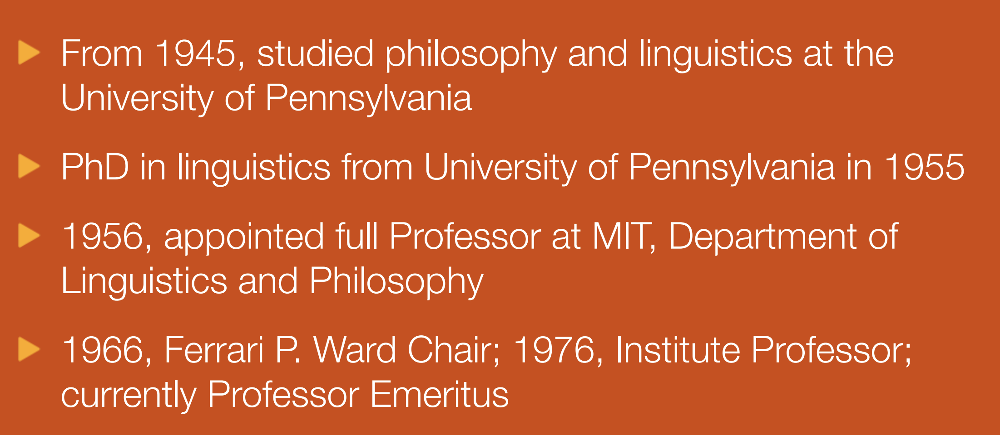 From 1945, studied philosophy and linguistics at the
University of Pennsylvania
PhD in linguistics from University of Pennsylvania in 1955
1956, appointed full Professor at MIT, Department of
Linguistics and Philosophy
1966, Ferrari P. Ward Chair; 1976, Institute Professor;
currently Professor Emeritus